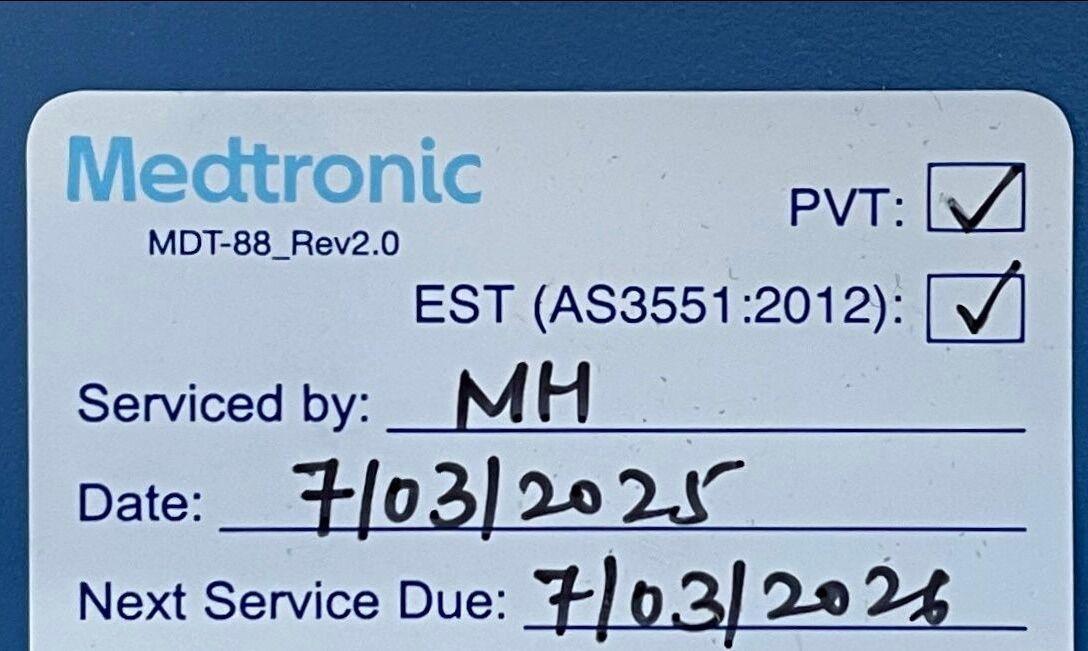 Medtronic
MDT-88_Rev2.0
PVT: ✓
EST (AS3551:2012): ✓
Serviced by: MH
Date: 7/03/2025
Next Service Due: 7/03/2026